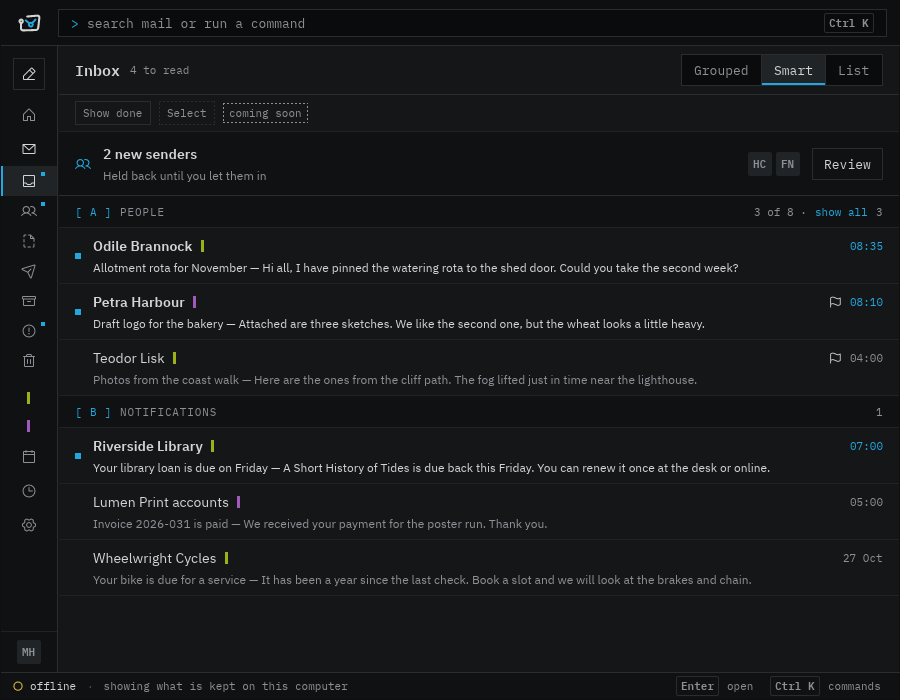 > search mail or run a command Ctrl K
Inbox 4 to read Grouped Smart List
Show done Select coming soon
2 new senders
Held back until you let them in
HC FN Review
[ A ] PEOPLE 3 of 8 · show all 3
Odile Brannock 08:35
Allotment rota for November — Hi all, I have pinned the watering rota to the shed door. Could you take the second week?
Petra Harbour 08:10
Draft logo for the bakery — Attached are three sketches. We like the second one, but the wheat looks a little heavy.
Teodor Lisk 04:00
Photos from the coast walk — Here are the ones from the cliff path. The fog lifted just in time near the lighthouse.
[ B ] NOTIFICATIONS 1
Riverside Library 07:00
Your library loan is due on Friday — A Short History of Tides is due back this Friday. You can renew it once at the desk or online.
Lumen Print accounts 05:00
Invoice 2026-031 is paid — We received your payment for the poster run. Thank you.
Wheelwright Cycles 27 Oct
Your bike is due for a service — It has been a year since the last check. Book a slot and we will look at the brakes and chain.
MH
offline · showing what is kept on this computer Enter open Ctrl K commands